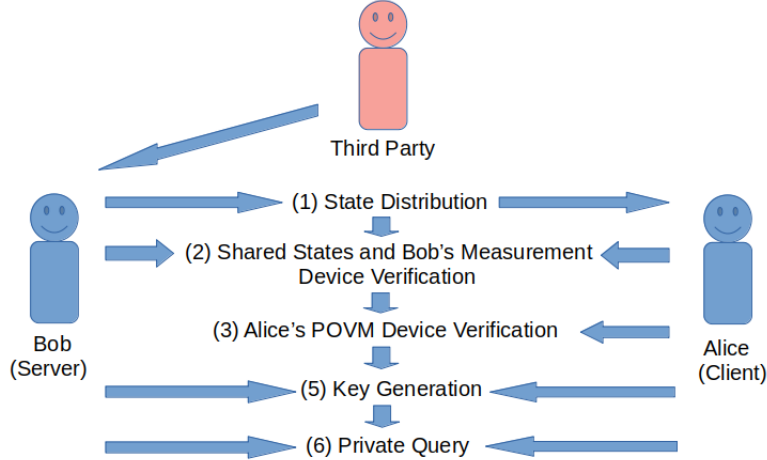 Third Party
(1) State Distribution
(2) Shared States and Bob's Measurement
Device Verification
(3) Alice's POVM Device Verification
Bob
(Server)
Alice
(Client)
(5) Key Generation
(6) Private Query